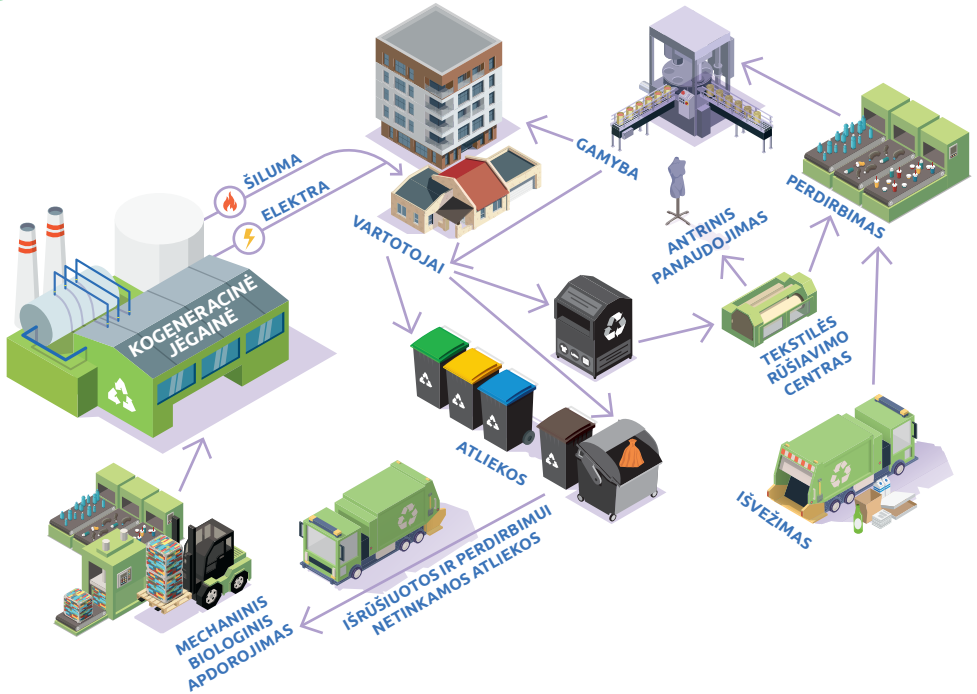 ŠILUMA
ELEKTRA
KOGENERACINĖ
JĖGAINĖ
VARTOTOJAI
GAMYBA
ANTRINIS
PANAUDOJIMAS
PERDIRBIMAS
TEKSTILĖS
RŪŠIAVIMO
CENTRAS
ATLIEKOS
IŠVEŽIMAS
IŠRŪŠIUOTOS IR PERDIRBIMUI
NETINKAMOS ATLIEKOS
MECHANINIS
BIOLOGINIS
APDOROJIMAS